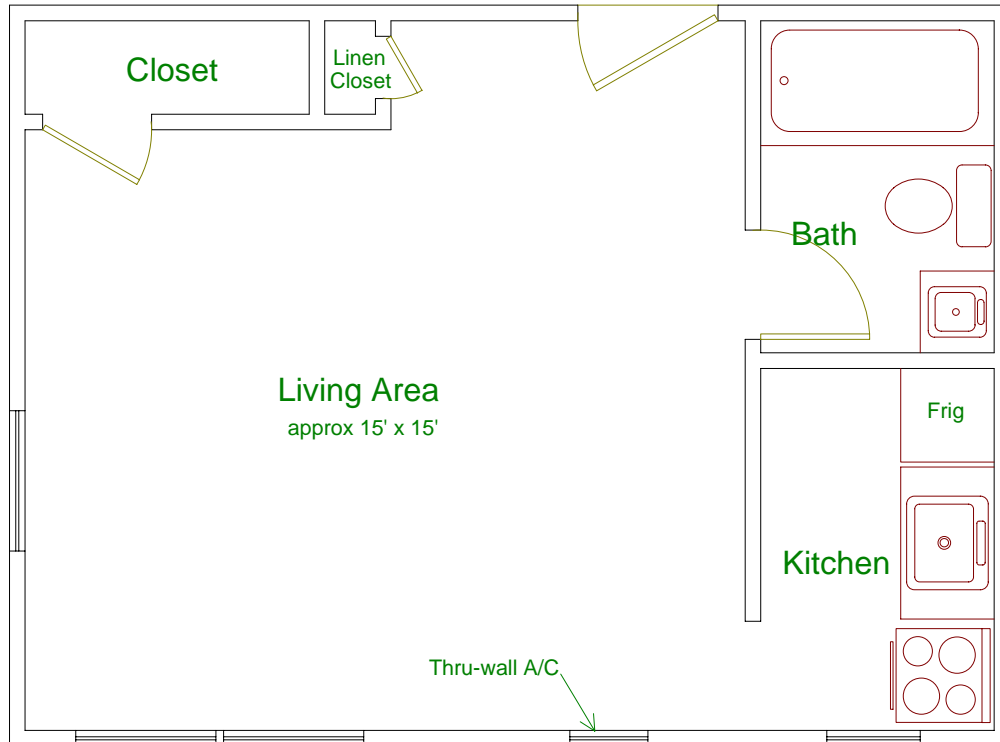 Closet
Linen
Closet
Bath
Living Area
approx 15' x 15'
Frig
Kitchen
Thru-wall A/C